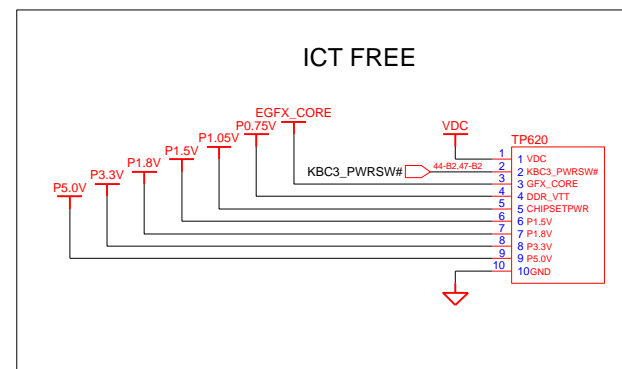 ICT FREE
EGFX_CORE
P0.75V
VDC
P1.05V
P1.5V
P1.8V
P3.3V
P5.0V
TP620
KBC3_PWRSW#
44-B2,47-B2
1 1 VDC
2 2 KBC3_PWRSW#
3 3 GFX_CORE
4 4 DDR_VTT
5 5 CHIPSETPWR
6 6 P1.5V
7 7 P1.8V
8 8 P3.3V
9 9 P5.0V
10 10 GND